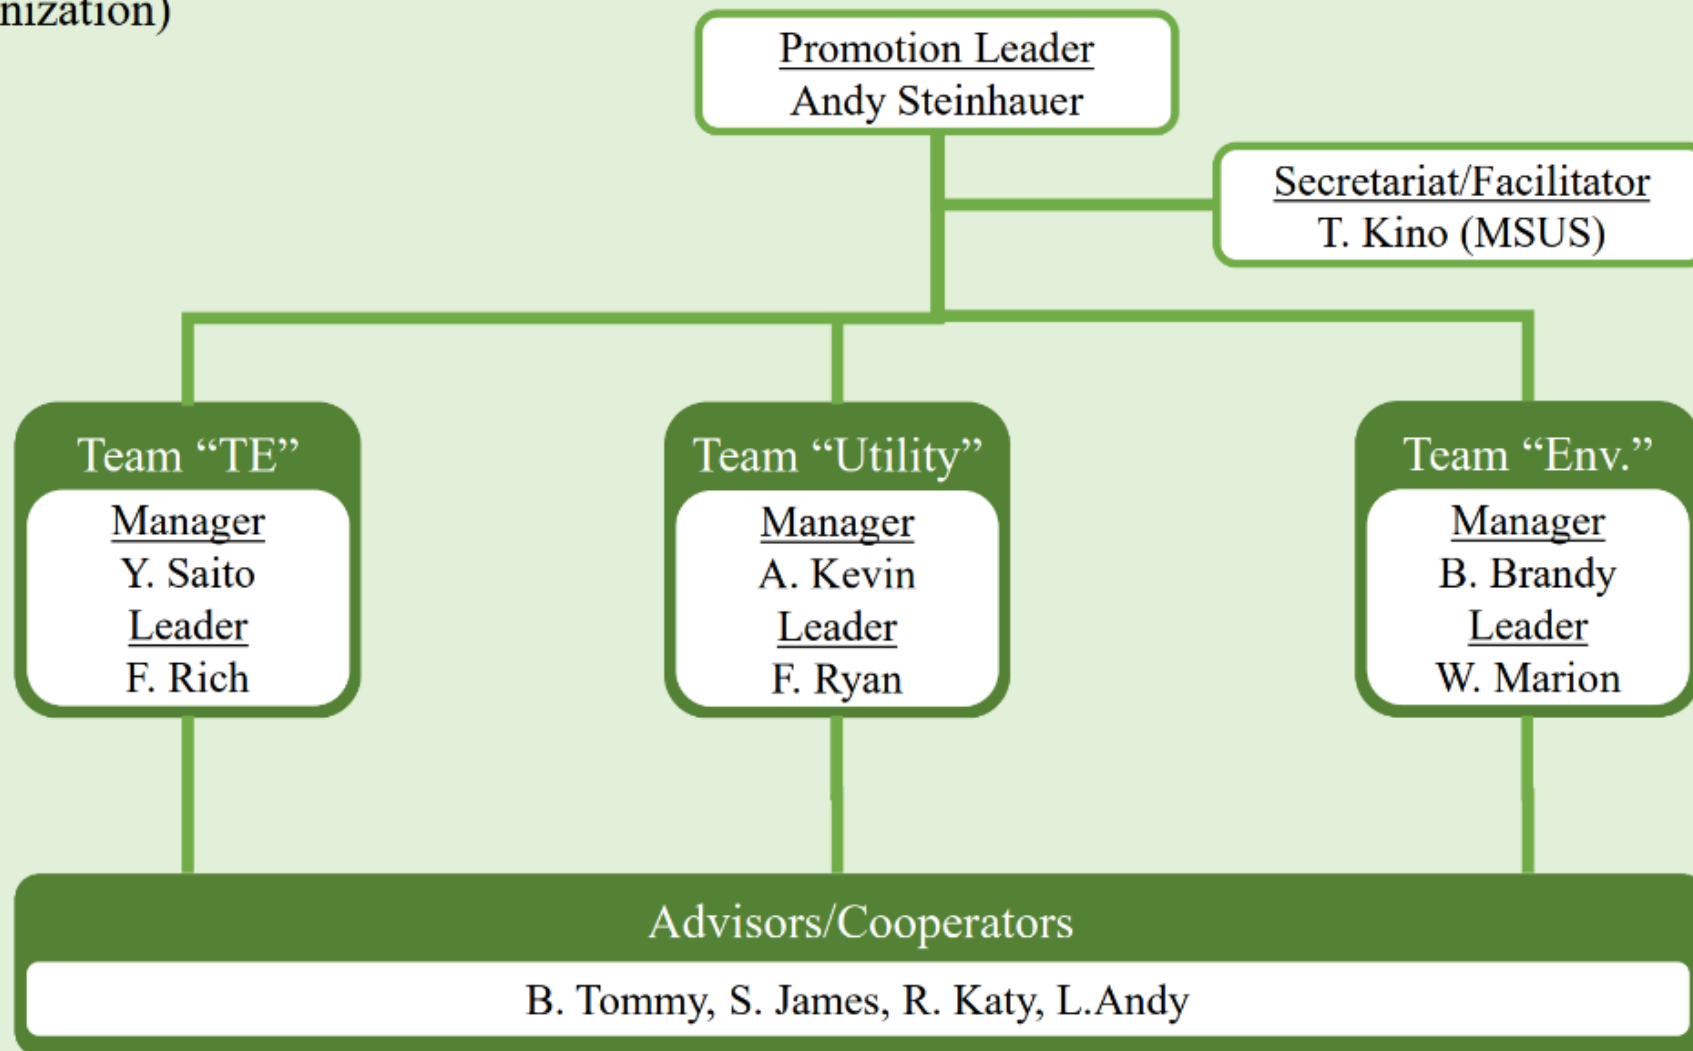 nization)
Promotion Leader
Andy Steinhauer
Secretariat/Facilitator
T. Kino (MSUS)
Team “TE”
Manager
Y. Saito
Leader
F. Rich
Team “Utility”
Manager
A. Kevin
Leader
F. Ryan
Team “Env.”
Manager
B. Brandy
Leader
W. Marion
Advisors/Cooperators
B. Tommy, S. James, R. Katy, L.Andy